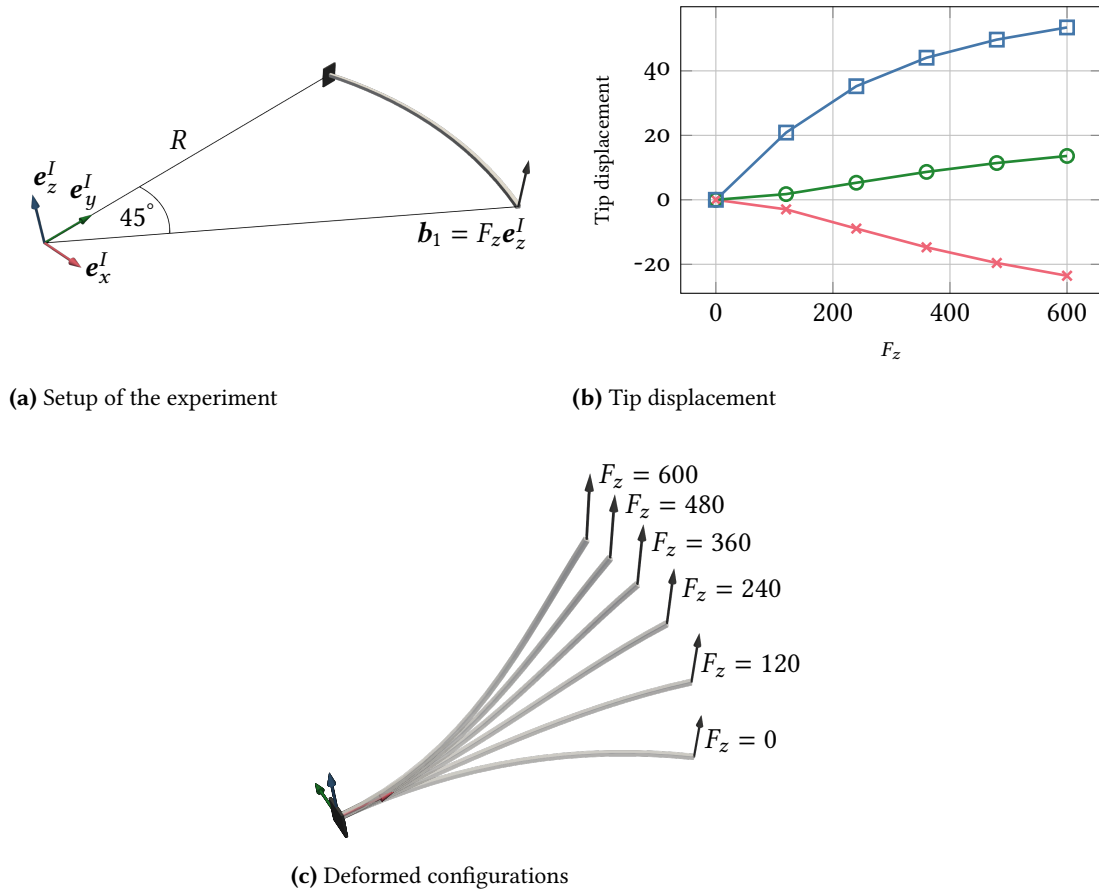 R
e_z^I
e_y^I
45°
b_1 = F_z e_z^I
e_x^I
(a) Setup of the experiment
40
20
0
-20
Tip displacement
0 200 400 600
F_z
(b) Tip displacement
F_z = 600
F_z = 480
F_z = 360
F_z = 240
F_z = 120
F_z = 0
(c) Deformed configurations